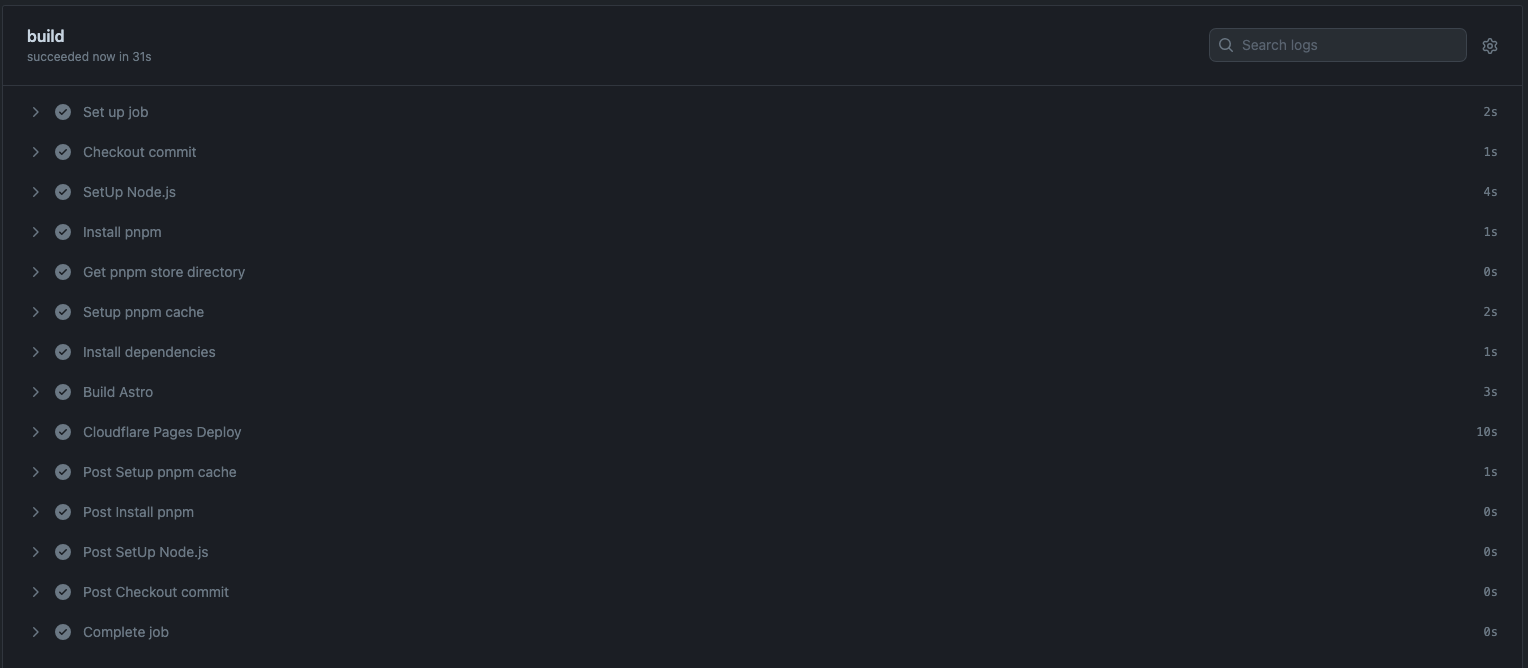 build
succeeded now in 31s
Search logs
Set up job 2s
Checkout commit 1s
SetUp Node.js 4s
Install pnpm 1s
Get pnpm store directory 0s
Setup pnpm cache 2s
Install dependencies 1s
Build Astro 3s
Cloudflare Pages Deploy 10s
Post Setup pnpm cache 1s
Post Install pnpm 0s
Post SetUp Node.js 0s
Post Checkout commit 0s
Complete job 0s